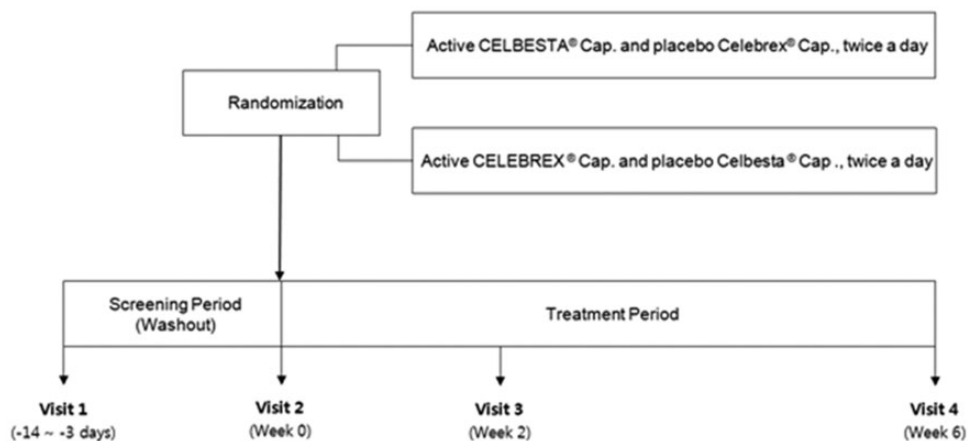 Active CELBESTA® Cap. and placebo Celebrex® Cap., twice a day
Randomization
Active CELEBREX® Cap. and placebo Celbesta® Cap ., twice a day
Screening Period
(Washout)
Treatment Period
Visit 1
(-14 ~ -3 days)
Visit 2
(Week 0)
Visit 3
(Week 2)
Visit 4
(Week 6)